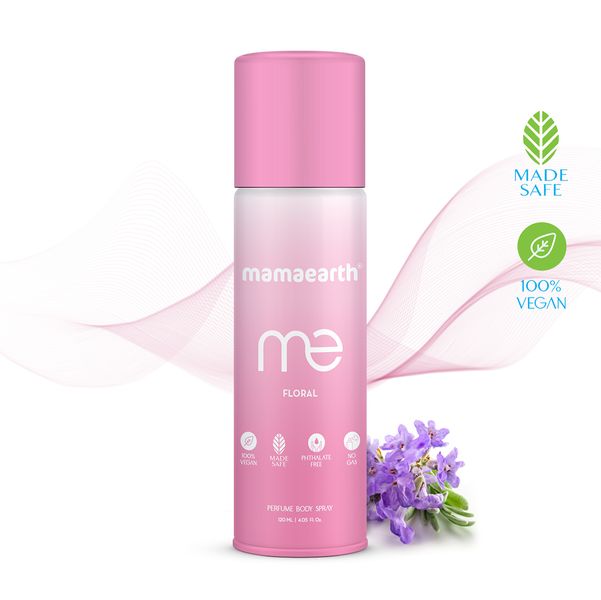 mamaearth®
me
FLORAL
100% VEGAN
MADE SAFE®
PHTHALATE FREE
NO GAS
PERFUME BODY SPRAY
120 ML | 4.05 FL Oz
MADE
SAFE
100%
VEGAN